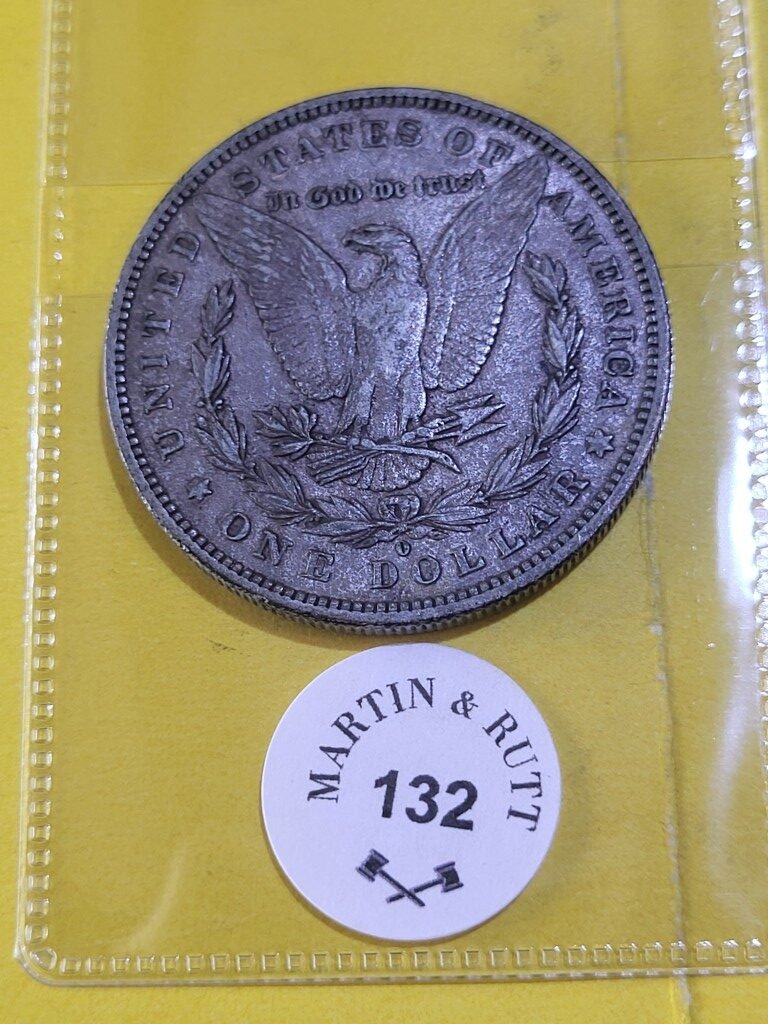 UNITED STATES OF AMERICA
In God we trust
ONE DOLLAR
O
MARTIN & RUTT
132